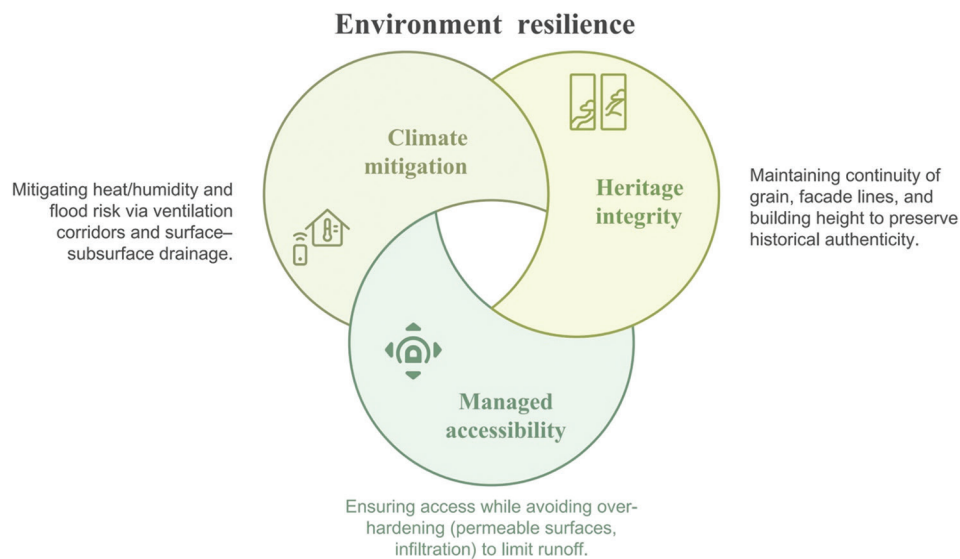 Environment resilience
Climate
mitigation
Heritage
integrity
Mitigating heat/humidity and
flood risk via ventilation
corridors and surface–
subsurface drainage.
Maintaining continuity of
grain, facade lines, and
building height to preserve
historical authenticity.
Managed
accessibility
Ensuring access while avoiding over-
hardening (permeable surfaces,
infiltration) to limit runoff.